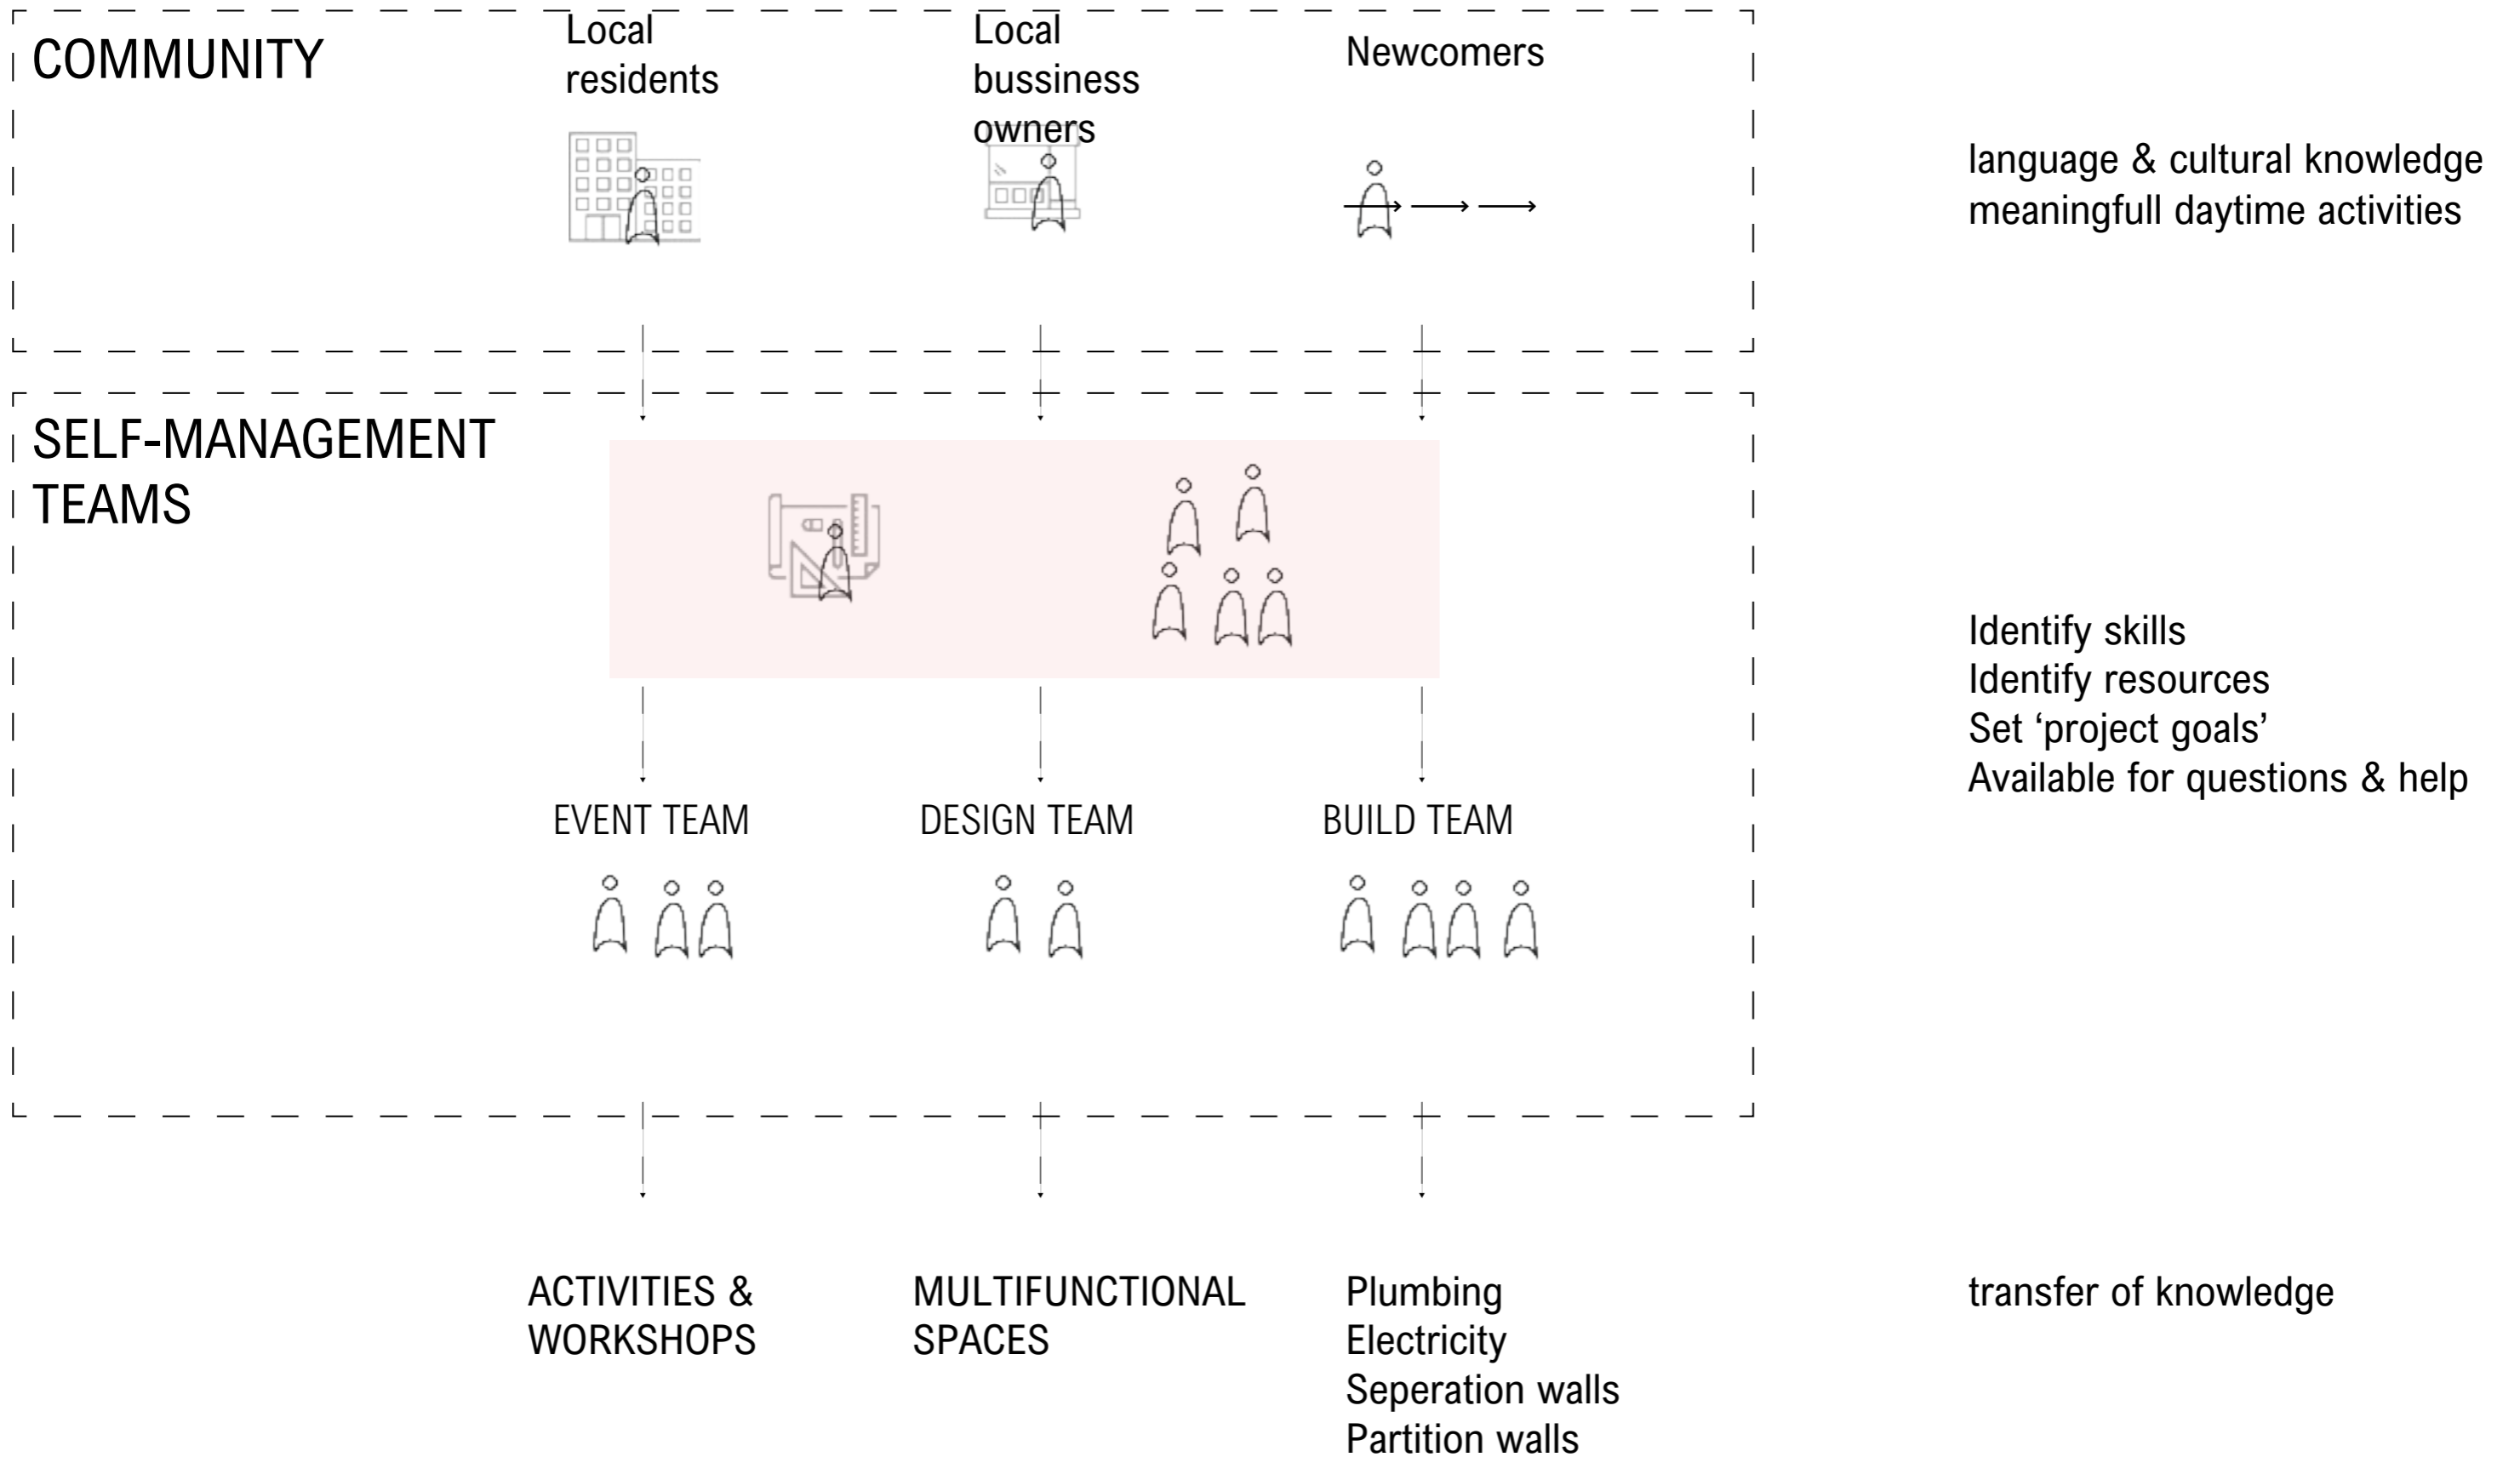 COMMUNITY
Local
residents
Local
bussiness
owners
Newcomers
language & cultural knowledge
meaningfull daytime activities
SELF-MANAGEMENT
TEAMS
Identify skills
Identify resources
Set ‘project goals’
Available for questions & help
EVENT TEAM
DESIGN TEAM
BUILD TEAM
ACTIVITIES &
WORKSHOPS
MULTIFUNCTIONAL
SPACES
Plumbing
Electricity
Seperation walls
Partition walls
transfer of knowledge